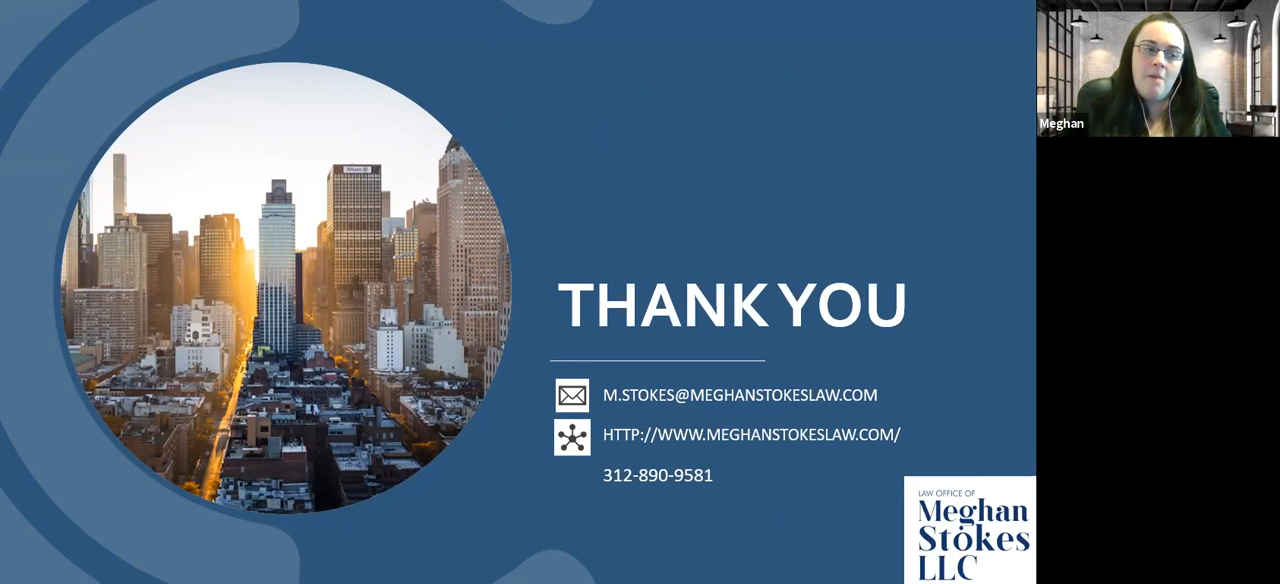 Meghan
THANK YOU
M.STOKES@MEGHANSTOKESLAW.COM
HTTP://WWW.MEGHANSTOKESLAW.COM/
312-890-9581
LAW OFFICE OF
Meghan
Stokes
LLC
Allianz